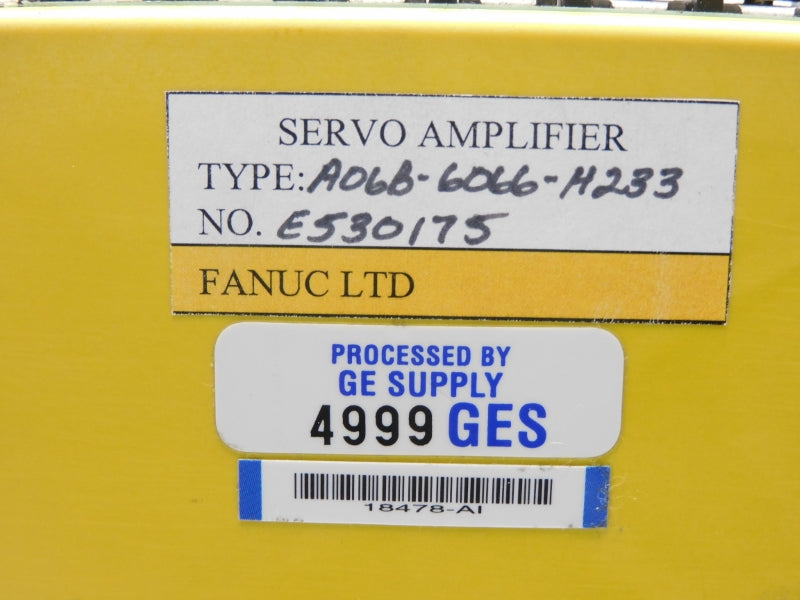 SERVO AMPLIFIER
TYPE: A06B-6066-H233
NO. E530175
FANUC LTD
PROCESSED BY
GE SUPPLY
4999 GES
18478-AI